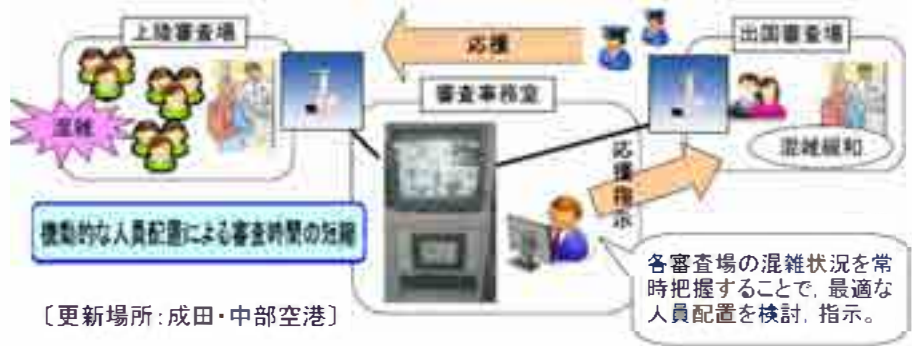 上陸審査場
応援
出国審査場
混雑
審査事務室
混雑緩和
応援指示
機動的な人員配置による審査時間の短縮
各審査場の混雑状況を常
時把握することで,最適な
人員配置を検討,指示。
〔更新場所:成田・中部空港〕